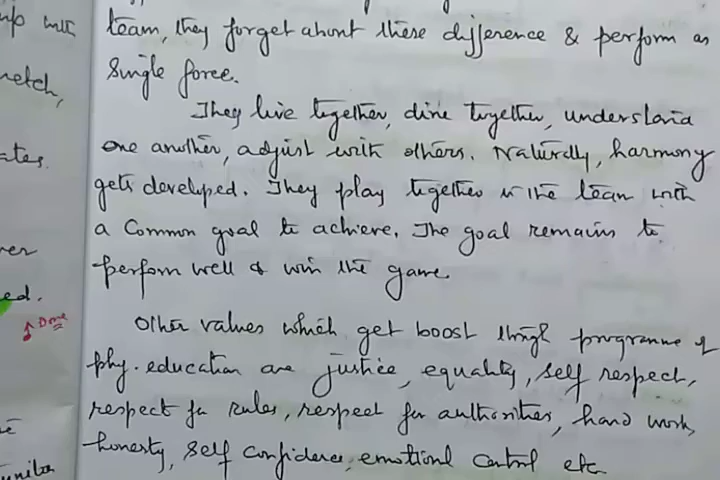 team, they forget about these difference & perform as
single force.
They live together, dine together, understand
one another, adjust with others. Naturally, harmony
gets developed. They play together in the team with
a common goal to achieve. The goal remains to
perform well & win the game.
Done
Other values which get boost through programme of
phy. education are justice, equality, self respect,
respect for rules, respect for authorities, hard work,
honesty, self confidence, emotional control etc